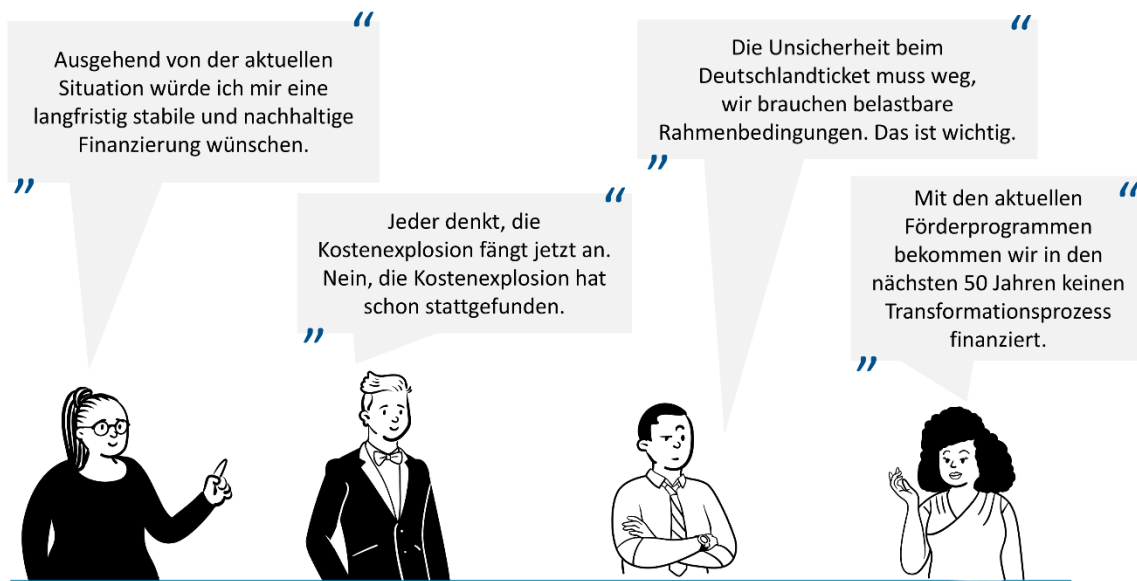 Ausgehend von der aktuellen
Situation würde ich mir eine
langfristig stabile und nachhaltige
Finanzierung wünschen.
Jeder denkt, die
Kostenexplosion fängt jetzt an.
Nein, die Kostenexplosion hat
schon stattgefunden.
Die Unsicherheit beim
Deutschlandticket muss weg,
wir brauchen belastbare
Rahmenbedingungen. Das ist wichtig.
Mit den aktuellen
Förderprogrammen
bekommen wir in den
nächsten 50 Jahren keinen
Transformationsprozess
finanziert.